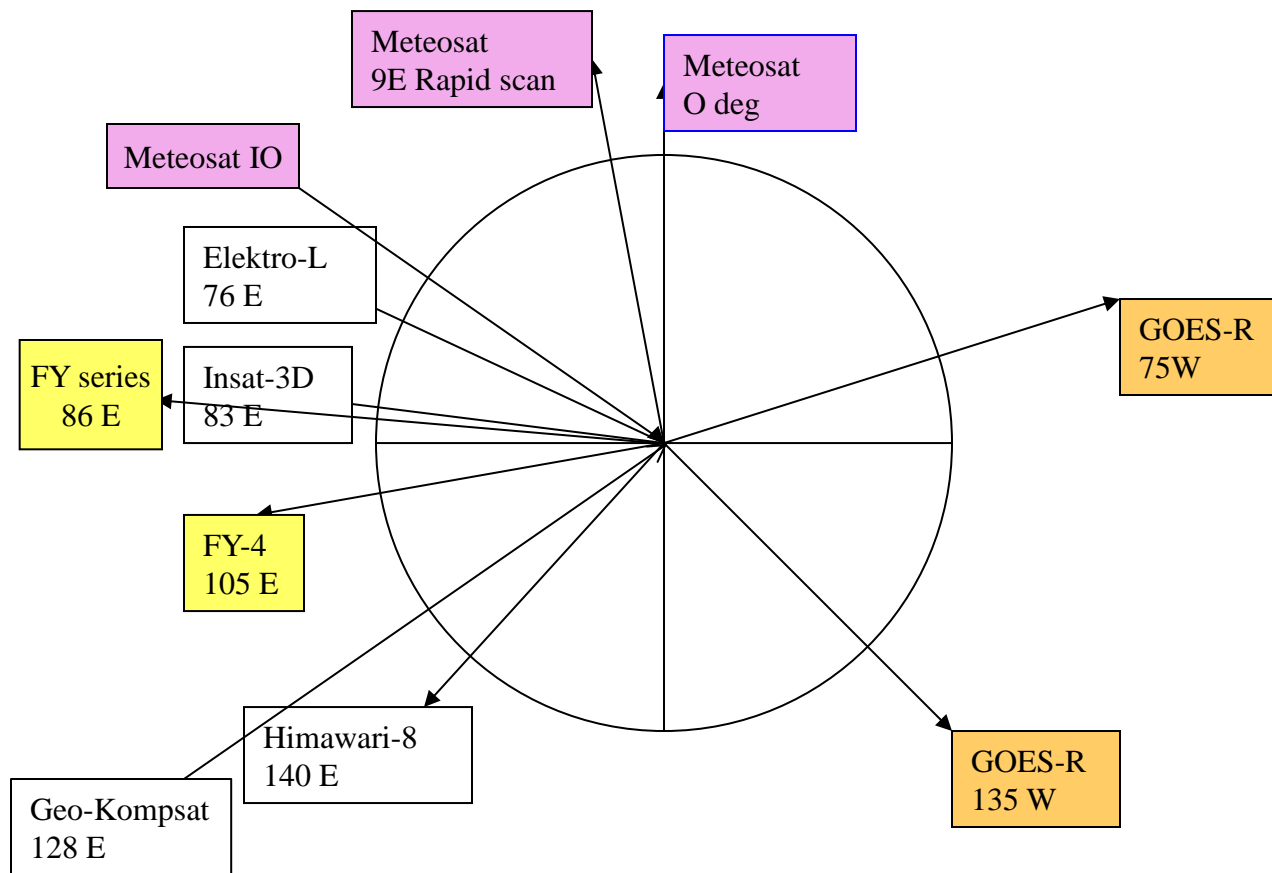 Meteosat
9E Rapid scan
Meteosat
O deg
Meteosat IO
Elektro-L
76 E
GOES-R
75W
FY series
86 E
Insat-3D
83 E
FY-4
105 E
Himawari-8
140 E
GOES-R
135 W
Geo-Kompsat
128 E